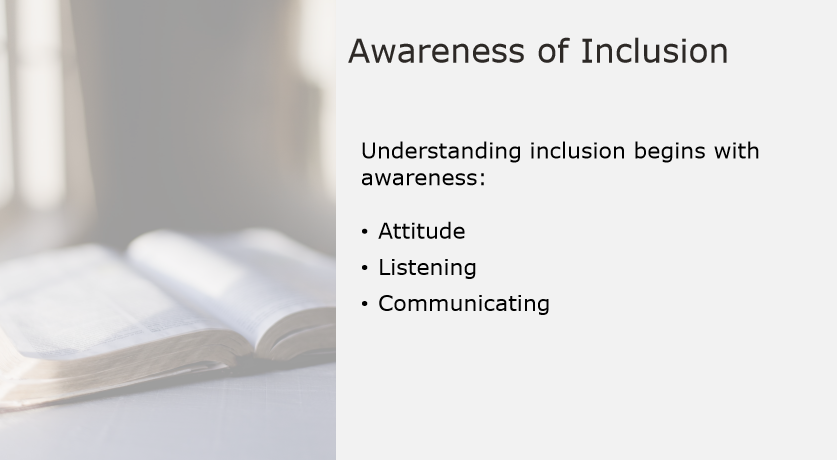 Awareness of Inclusion
Understanding inclusion begins with
awareness:
• Attitude
• Listening
• Communicating